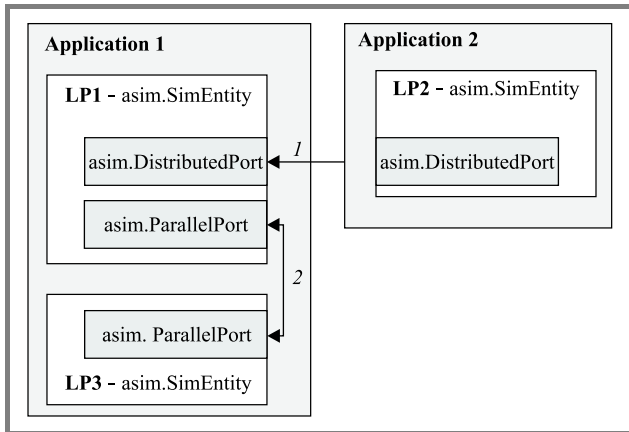 Application 1
LP1 - asim.SimEntity
asim.DistributedPort
asim.ParallelPort
asim. ParallelPort
LP3 - asim.SimEntity
1
2
Application 2
LP2 - asim.SimEntity
asim.DistributedPort